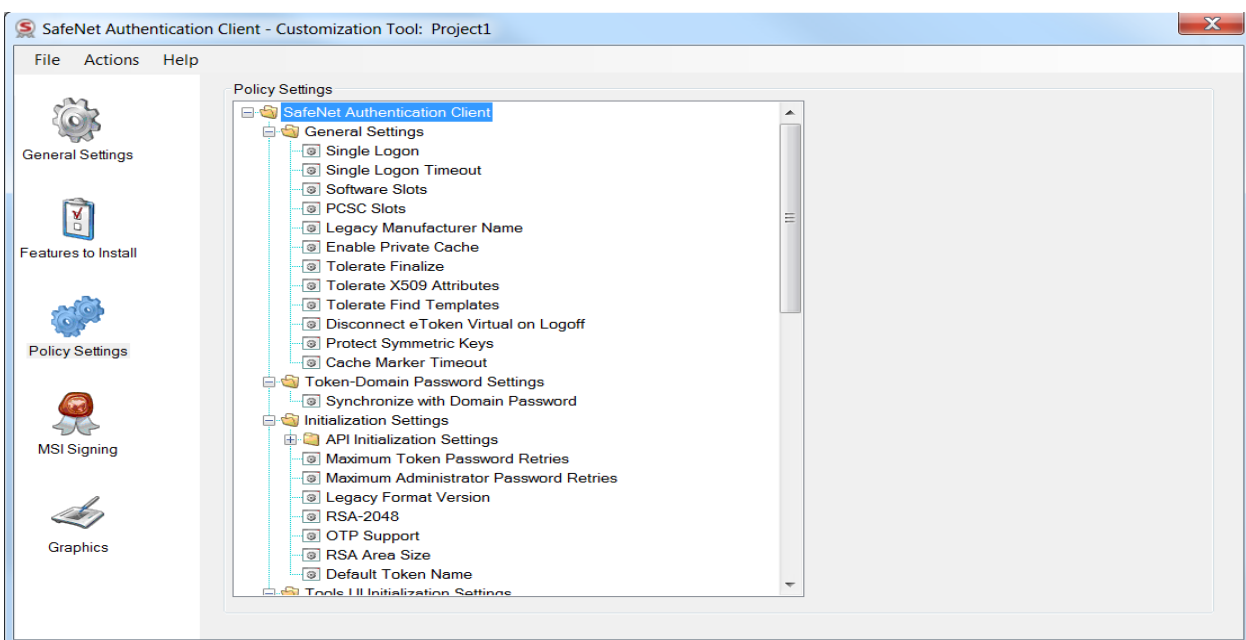 SafeNet Authentication Client - Customization Tool: Project1
File Actions Help
General Settings
Features to Install
Policy Settings
MSI Signing
Graphics
Policy Settings
SafeNet Authentication Client
General Settings
Single Logon
Single Logon Timeout
Software Slots
PCSC Slots
Legacy Manufacturer Name
Enable Private Cache
Tolerate Finalize
Tolerate X509 Attributes
Tolerate Find Templates
Disconnect eToken Virtual on Logoff
Protect Symmetric Keys
Cache Marker Timeout
Token-Domain Password Settings
Synchronize with Domain Password
Initialization Settings
API Initialization Settings
Maximum Token Password Retries
Maximum Administrator Password Retries
Legacy Format Version
RSA-2048
OTP Support
RSA Area Size
Default Token Name
Tools UI Initialization Settings